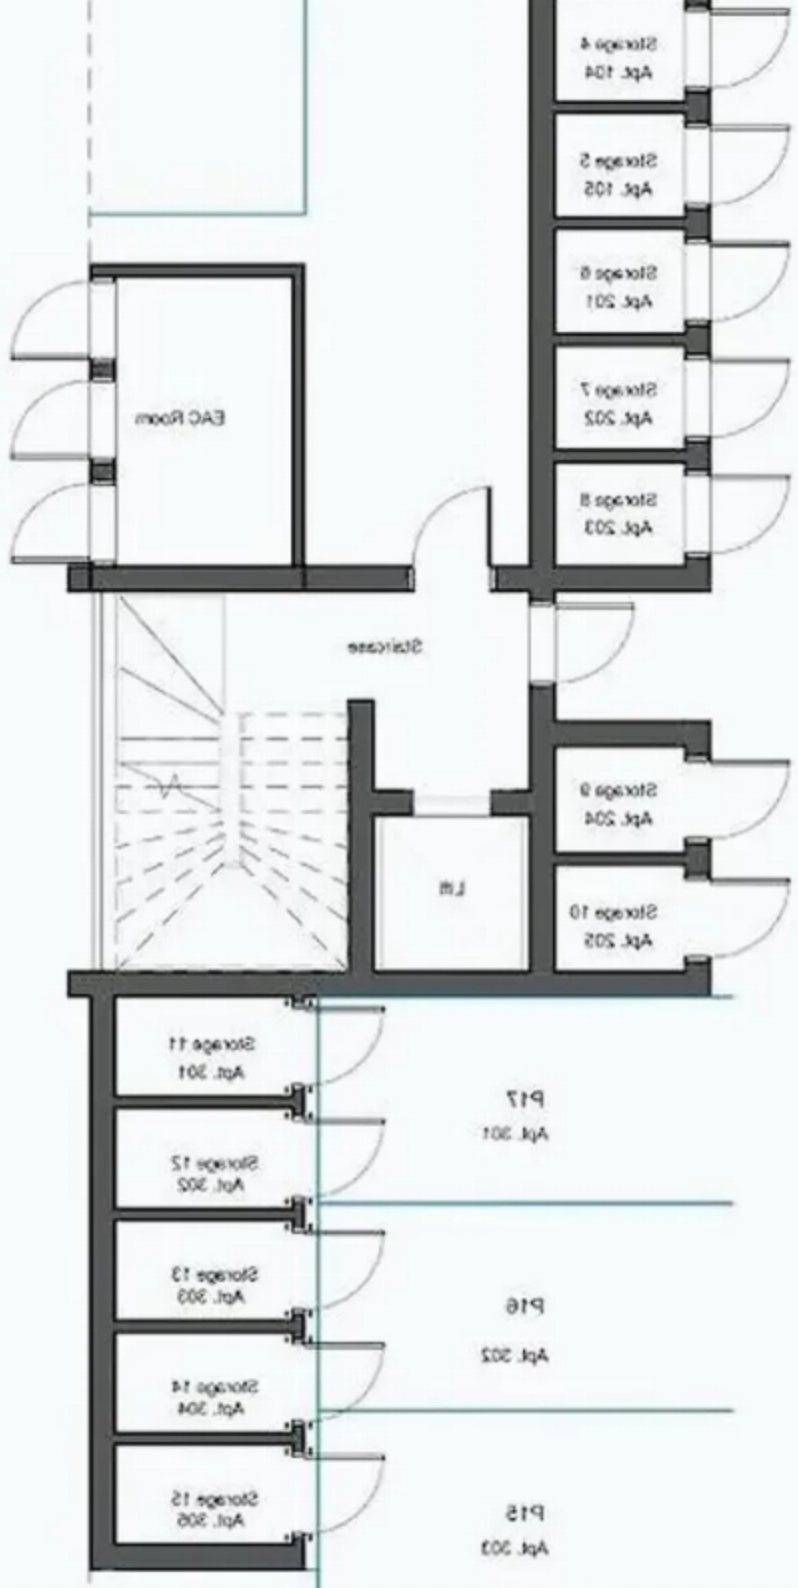 Storage 4
Apt. 104
Storage 5
Apt. 105
Storage 6
Apt. 201
EAC Room
Storage 7
Apt. 202
Storage 8
Apt. 203
Staircase
Storage 9
Apt. 204
Lift
Storage 10
Apt. 205
Storage 11
Apt. 301
P17
Apt. 301
Storage 12
Apt. 302
Storage 13
Apt. 303
P16
Apt. 302
Storage 14
Apt. 304
Storage 15
Apt. 306
P15
Apt. 303